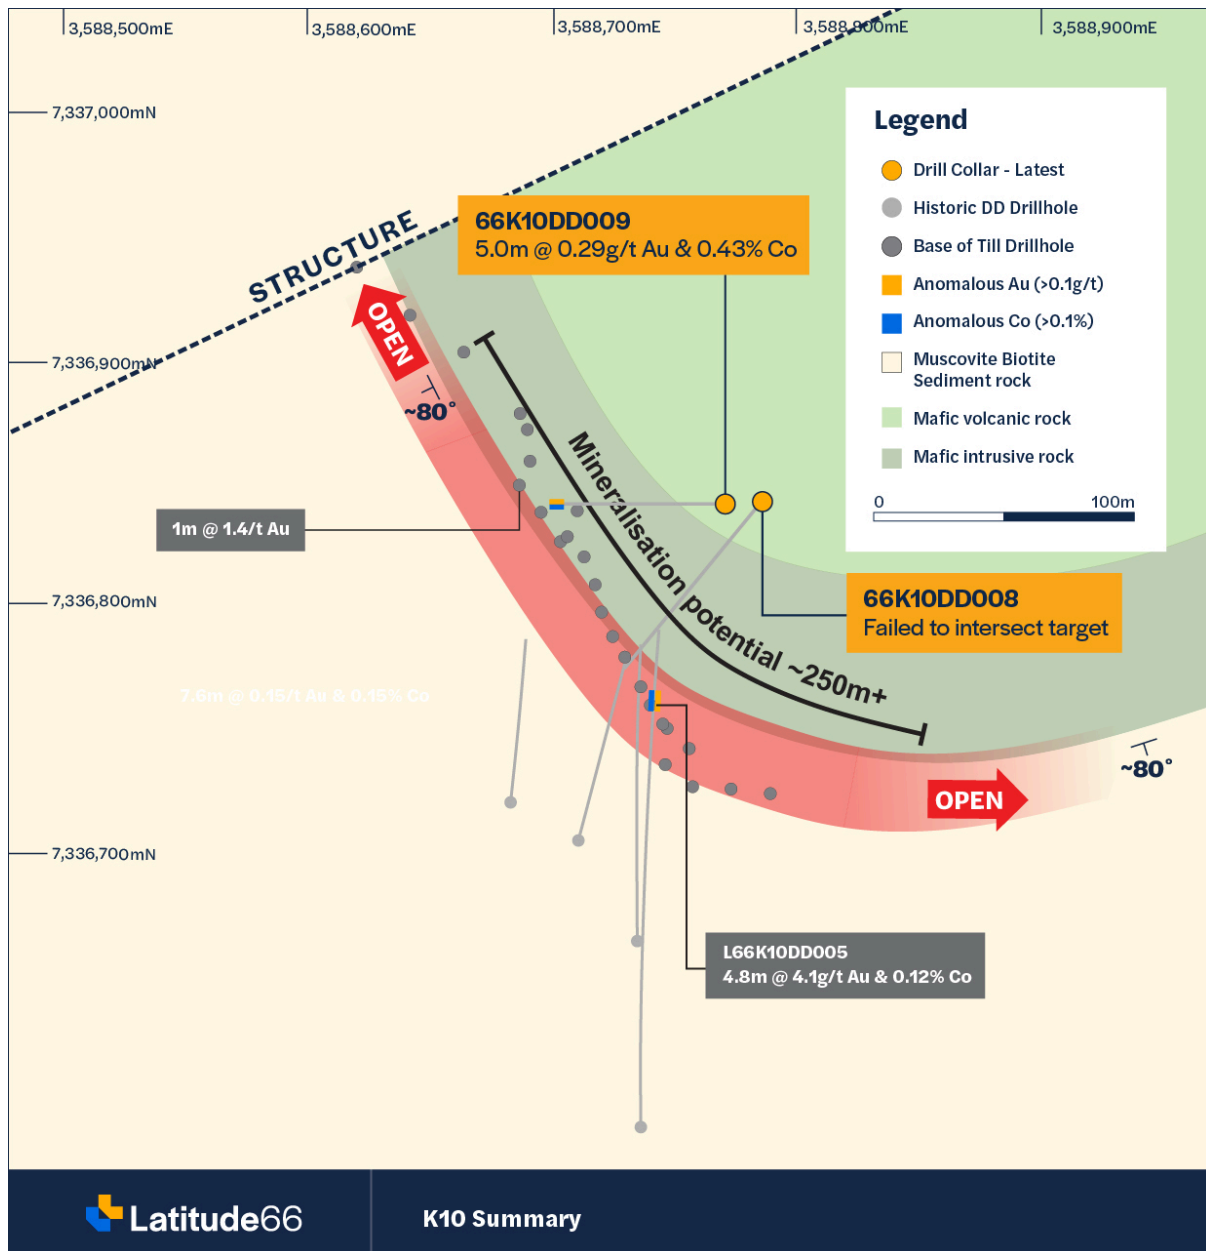 3,588,500mE
3,588,600mE
3,588,700mE
3,588,800mE
3,588,900mE
7,337,000mN
Legend
Drill Collar - Latest
Historic DD Drillhole
Base of Till Drillhole
Anomalous Au (>0.1g/t)
Anomalous Co (>0.1%)
Muscovite Biotite
Sediment rock
Mafic volcanic rock
Mafic intrusive rock
0
100m
66K10DD009
5.0m @ 0.29g/t Au & 0.43% Co
STRUCTURE
OPEN
7,336,900mN
~80°
Mineralisation potential ~250m+
1m @ 1.4/t Au
66K10DD008
Failed to intersect target
7,336,800mN
7.6m @ 0.15/t Au & 0.15% Co
~80°
OPEN
7,336,700mN
L66K10DD005
4.8m @ 4.1g/t Au & 0.12% Co
Latitude66
K10 Summary